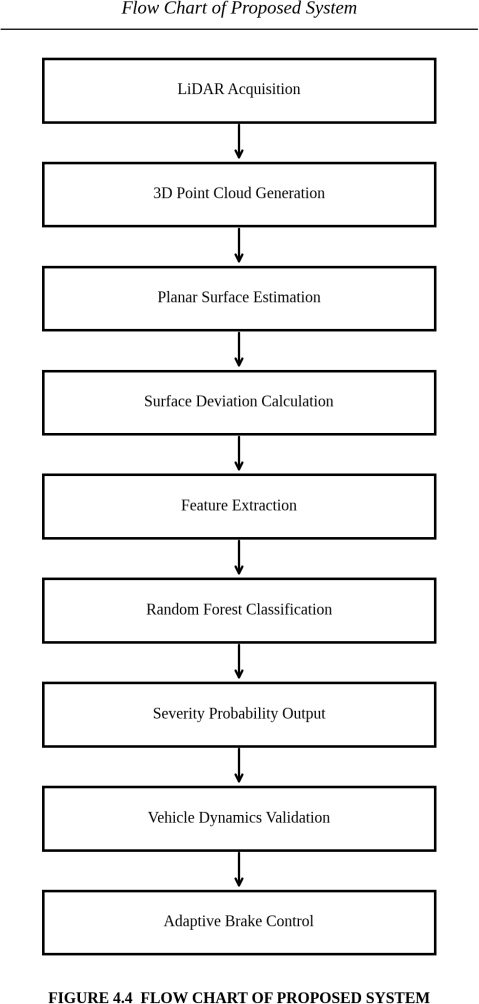 Flow Chart of Proposed System
LiDAR Acquisition
3D Point Cloud Generation
Planar Surface Estimation
Surface Deviation Calculation
Feature Extraction
Random Forest Classification
Severity Probability Output
Vehicle Dynamics Validation
Adaptive Brake Control
FIGURE 4.4  FLOW CHART OF PROPOSED SYSTEM